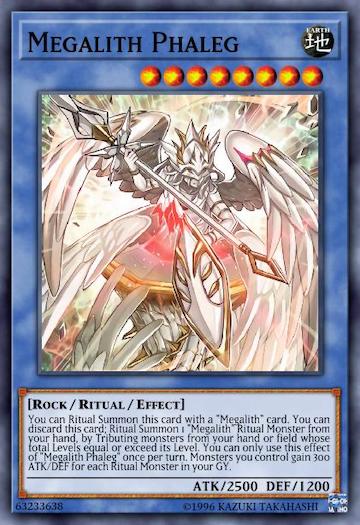 Megalith Phaleg
EARTH
地
[Rock / Ritual / Effect]
You can Ritual Summon this card with a "Megalith" card. You can
discard this card; Ritual Summon 1 "Megalith" Ritual Monster from
your hand, by Tributing monsters from your hand or field whose
total Levels equal or exceed its Level. You can only use this effect
of "Megalith Phaleg" once per turn. Monsters you control gain 300
ATK/DEF for each Ritual Monster in your GY.
ATK/2500 DEF/1200
63233638
©1996 KAZUKI TAKAHASHI